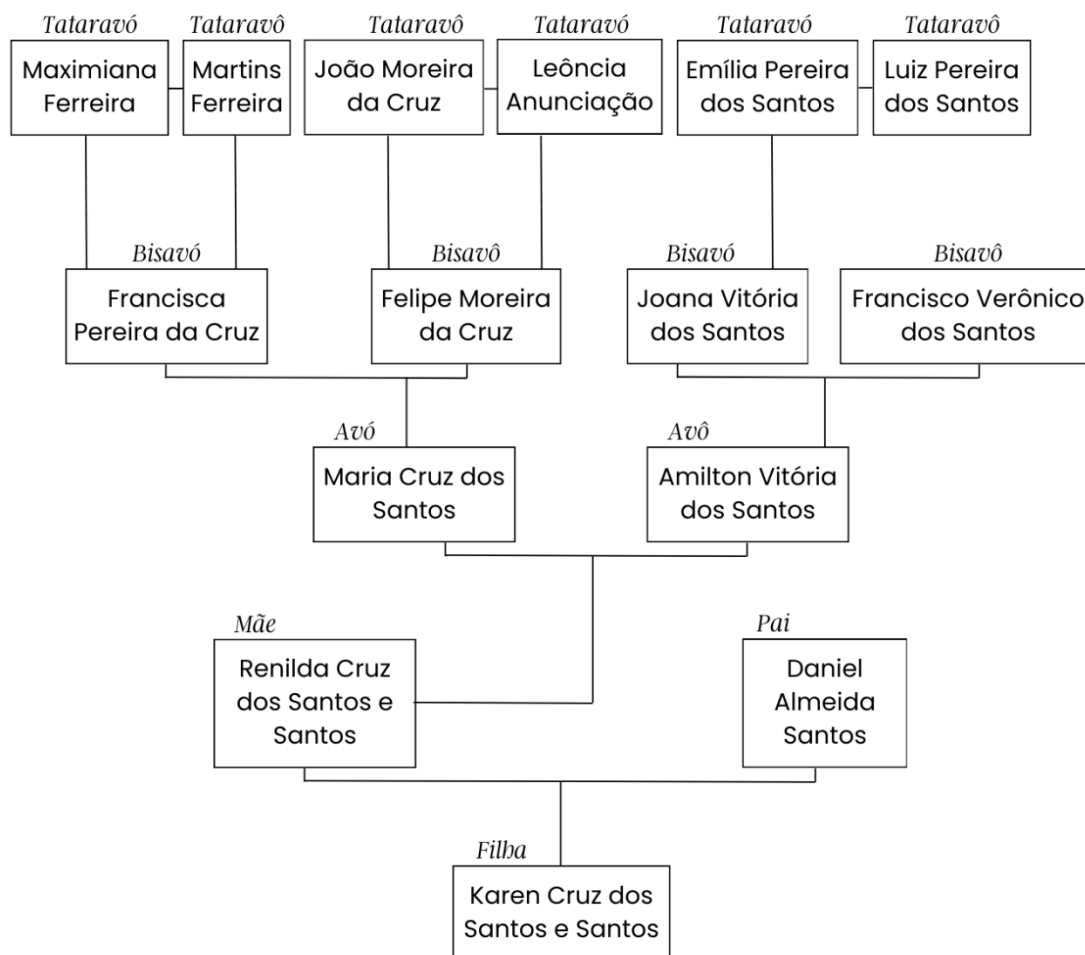 Tataravó Tataravô Tataravô Tataravó Tataravó Tataravô
Maximiana
Ferreira
Martins
Ferreira
João Moreira
da Cruz
Leôncia
Anunciação
Emília Pereira
dos Santos
Luiz Pereira
dos Santos
Bisavó
Francisca
Pereira da Cruz
Bisavô
Felipe Moreira
da Cruz
Bisavó
Joana Vitória
dos Santos
Bisavô
Francisco Verônico
dos Santos
Avó
Maria Cruz dos
Santos
Avô
Amilton Vitória
dos Santos
Mãe
Renilda Cruz
dos Santos e
Santos
Pai
Daniel
Almeida
Santos
Filha
Karen Cruz dos
Santos e Santos